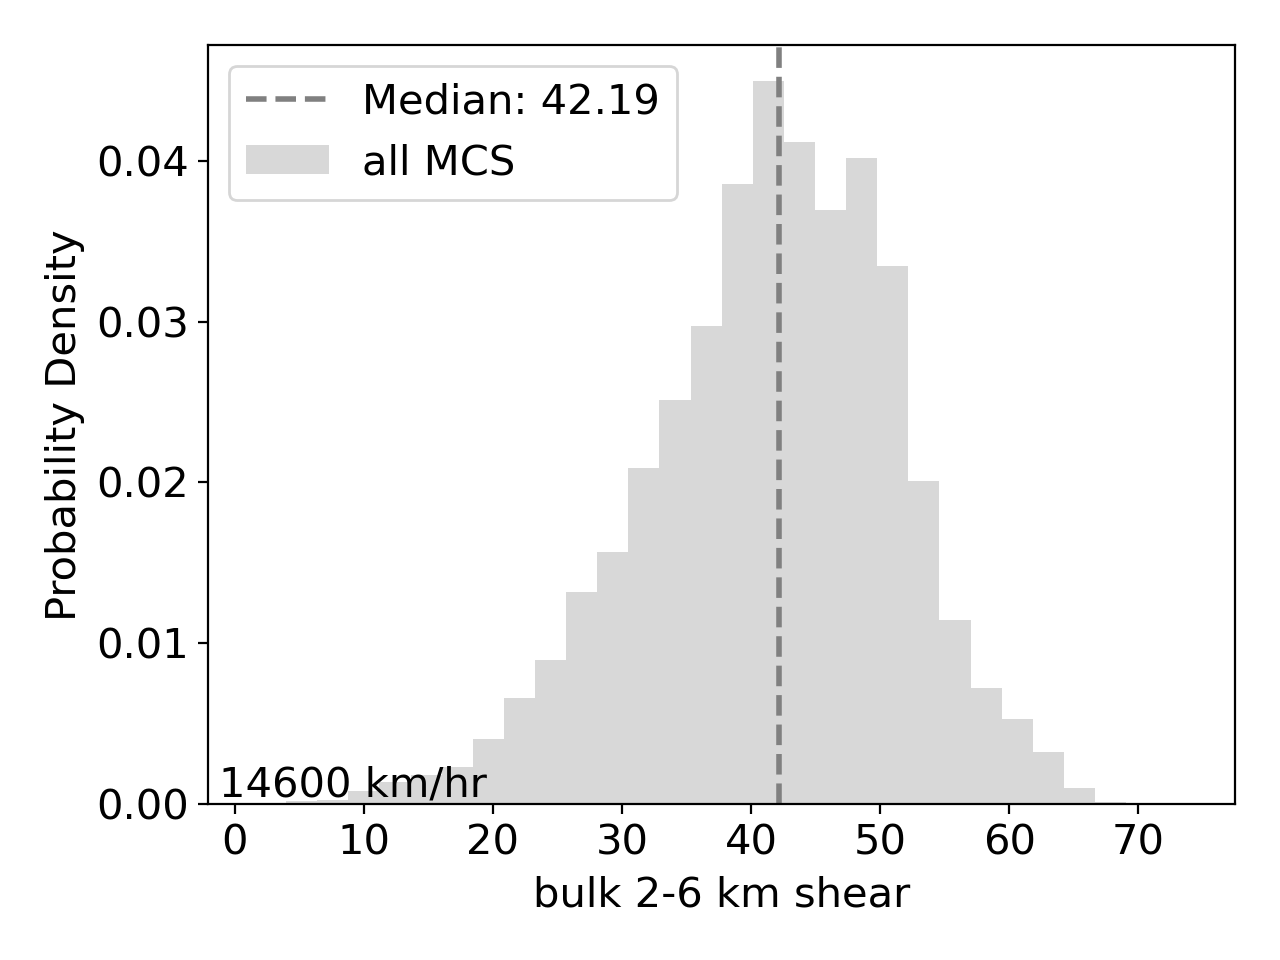 Median: 42.19
all MCS
0.04
0.03
0.02
0.01
0.00
Probability Density
14600 km/hr
0 10 20 30 40 50 60 70
bulk 2-6 km shear